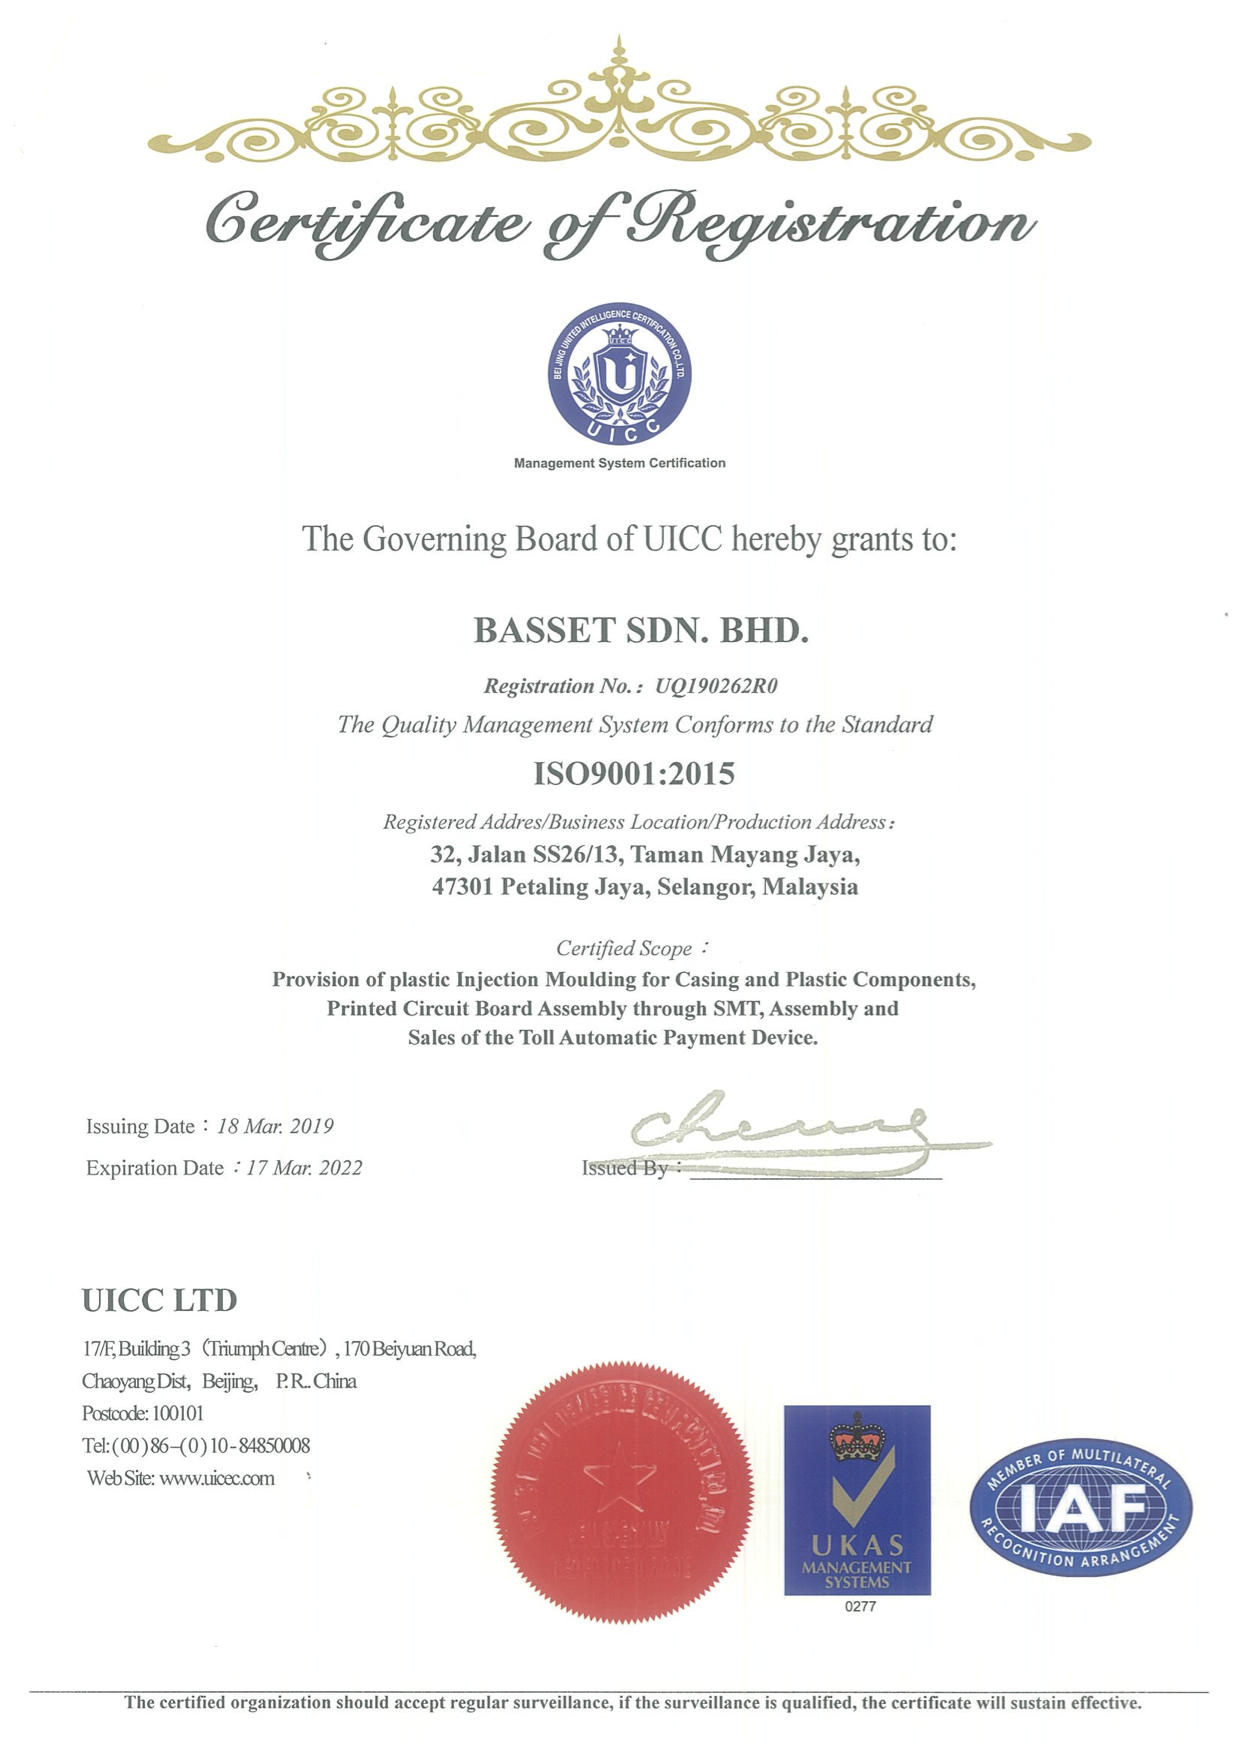 Certificate of Registration
BEIJING UNITED INTELLIGENCE CERTIFICATION CO.,LTD.
UICC
U
UICC
Management System Certification
The Governing Board of UICC hereby grants to:
BASSET SDN. BHD.
Registration No. : UQ190262R0
The Quality Management System Conforms to the Standard
ISO9001:2015
Registered Addres/Business Location/Production Address :
32, Jalan SS26/13, Taman Mayang Jaya,
47301 Petaling Jaya, Selangor, Malaysia
Certified Scope :
Provision of plastic Injection Moulding for Casing and Plastic Components,
Printed Circuit Board Assembly through SMT, Assembly and
Sales of the Toll Automatic Payment Device.
Issuing Date : 18 Mar. 2019
Expiration Date : 17 Mar. 2022
Issued By :
UICC LTD
17/F, Building 3（Triumph Centre）, 170 Beiyuan Road,
Chaoyang Dist, Beijing, P.R.. China
Postcode: 100101
Tel: (00) 86–(0) 10 - 84850008
Web Site: www.uicec.com
UKAS
MANAGEMENT
SYSTEMS
0277
MEMBER OF MULTILATERAL
IAF
RECOGNITION ARRANGEMENT
The certified organization should accept regular surveillance, if the surveillance is qualified, the certificate will sustain effective.